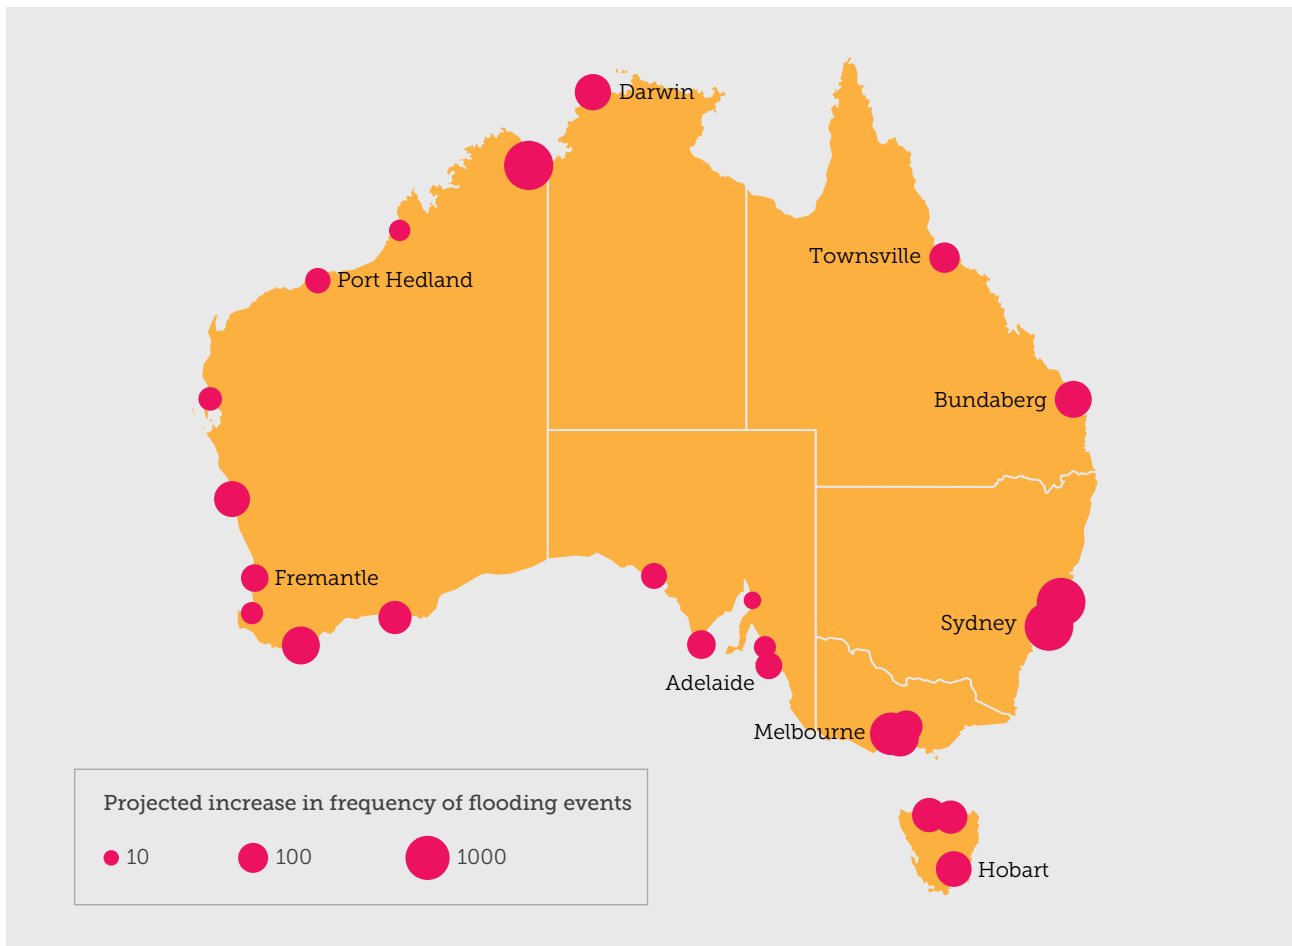 Darwin
Townsville
Port Hedland
Bundaberg
Fremantle
Sydney
Adelaide
Melbourne
Projected increase in frequency of flooding events
10 100 1000
Hobart